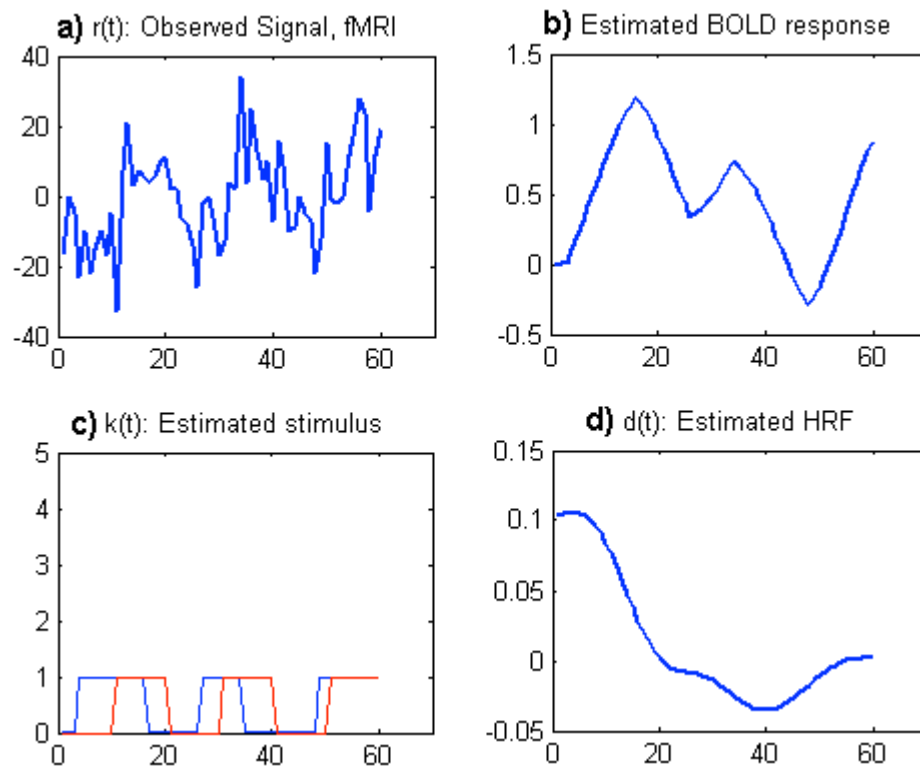 a) r(t): Observed Signal, fMRI
40
20
0
-20
-40
0 20 40 60
b) Estimated BOLD response
1.5
1
0.5
0
-0.5
0 20 40 60
c) k(t): Estimated stimulus
5
4
3
2
1
0
0 20 40 60
d) d(t): Estimated HRF
0.15
0.1
0.05
0
-0.05
0 20 40 60